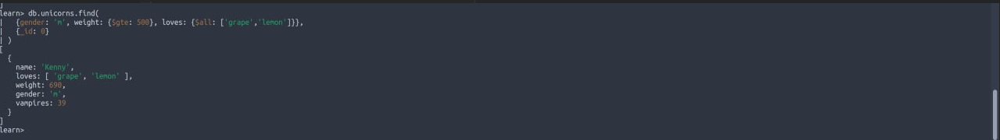 ]
learn> db.unicorns.find(
|   {gender: 'm', weight: {$gte: 500}, loves: {$all: ['grape','lemon']}},
|   {_id: 0}
| )
[
  {
    name: 'Kenny',
    loves: [ 'grape', 'lemon' ],
    weight: 690,
    gender: 'm',
    vampires: 39
  }
]
learn>